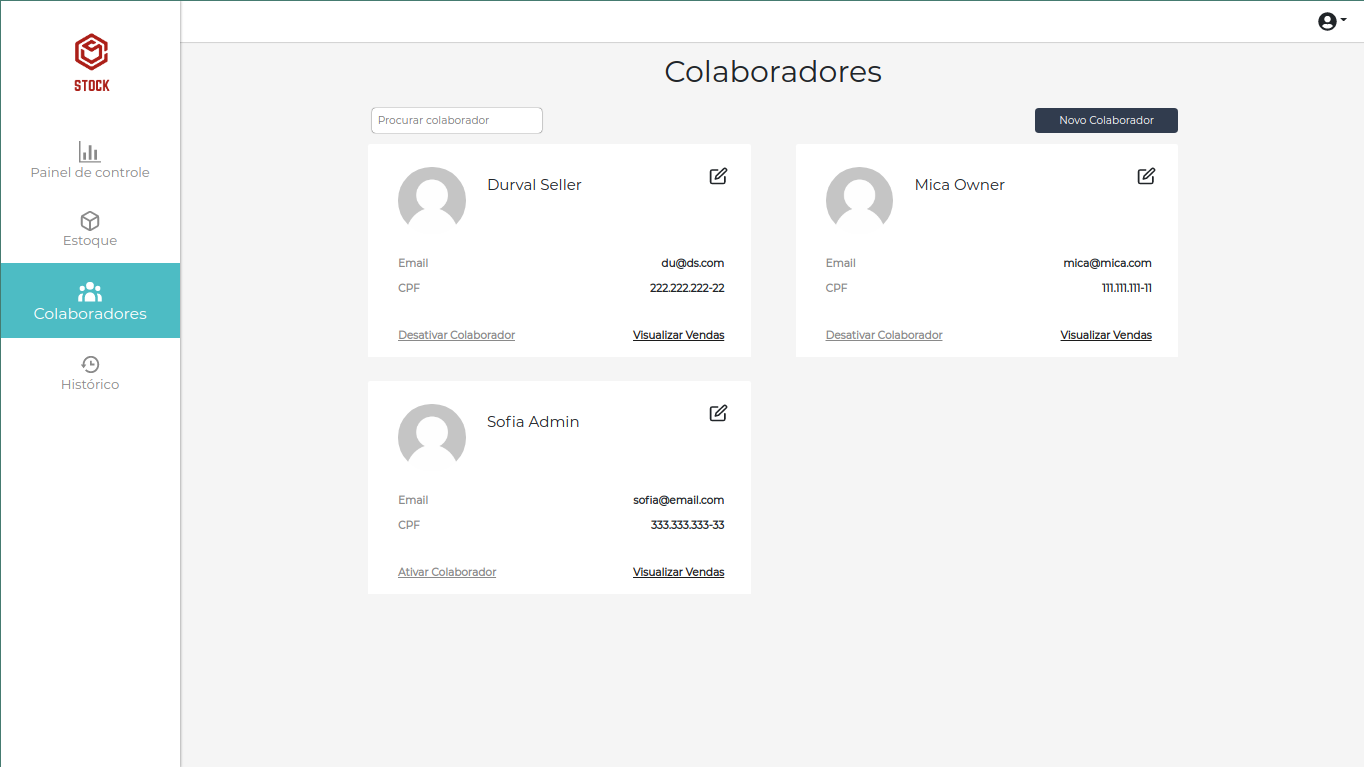 STOCK
Painel de controle
Estoque
Colaboradores
Histórico
Colaboradores
Procurar colaborador
Novo Colaborador
Durval Seller
Email du@ds.com
CPF 222.222.222-22
Desativar Colaborador Visualizar Vendas
Mica Owner
Email mica@mica.com
CPF 111.111.111-11
Desativar Colaborador Visualizar Vendas
Sofia Admin
Email sofia@email.com
CPF 333.333.333-33
Ativar Colaborador Visualizar Vendas